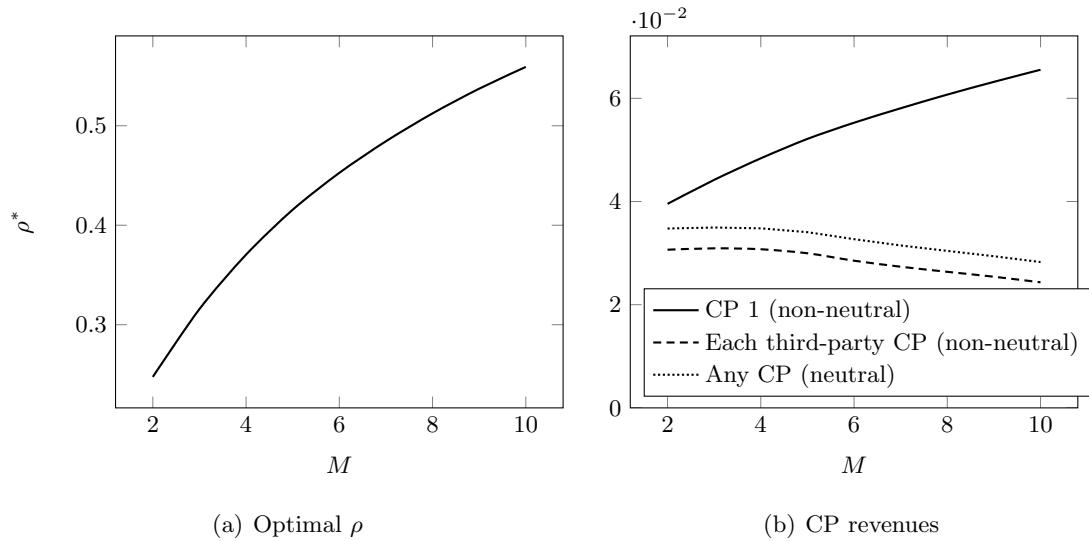 2
4
6
8
10
0.3
0.4
0.5
M
ρ*
(a) Optimal ρ
·10⁻²
2
4
6
8
10
0
2
4
6
M
CP 1 (non-neutral)
Each third-party CP (non-neutral)
Any CP (neutral)
(b) CP revenues